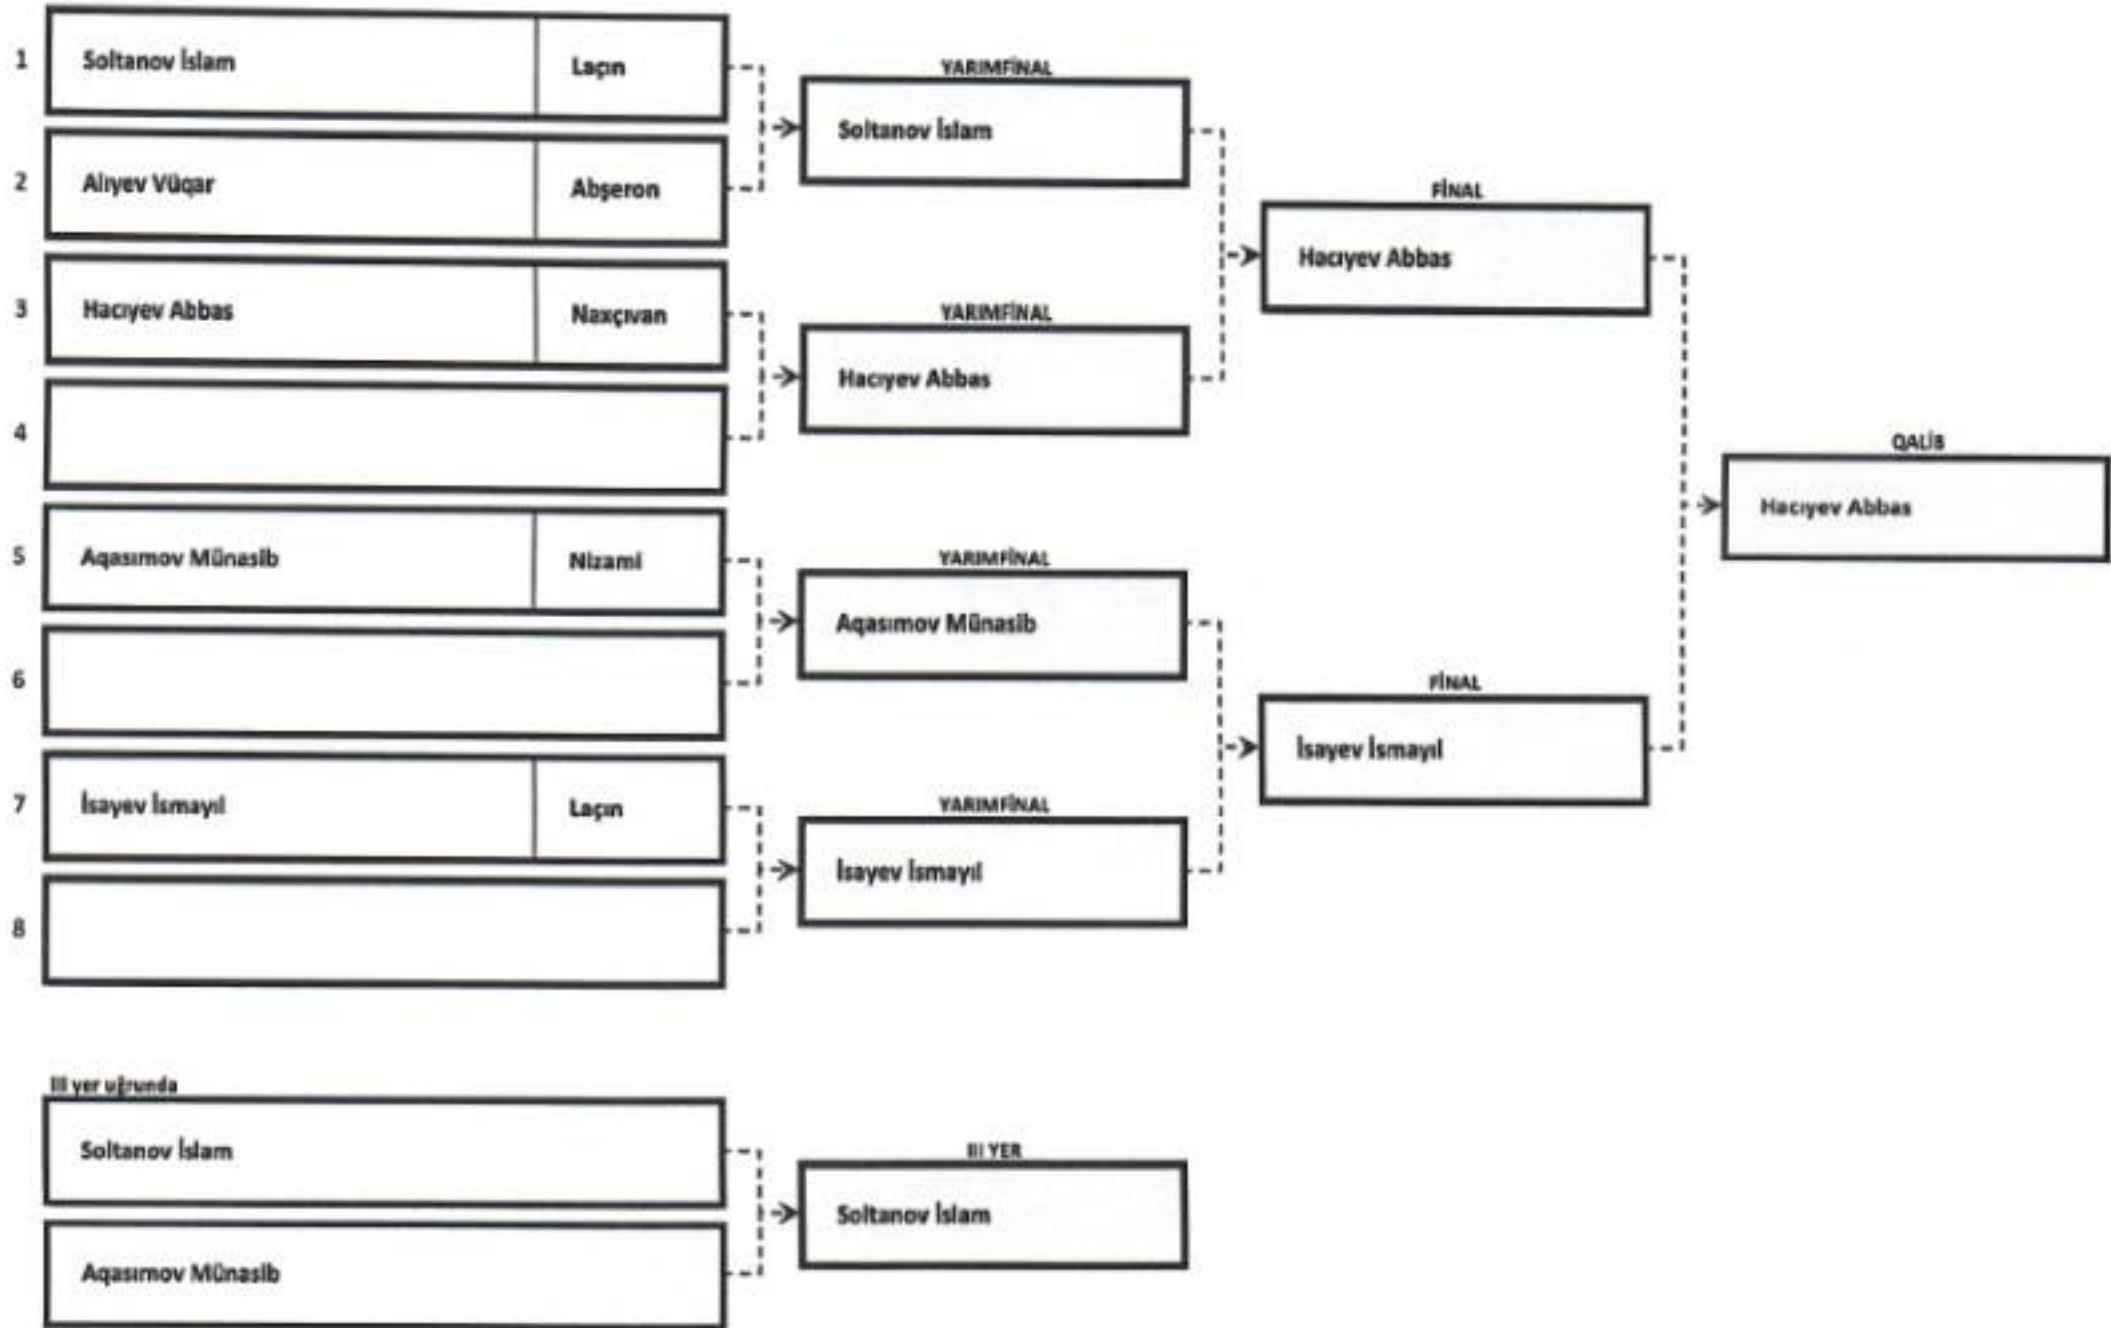 1 Soltanov İslam Laçın
2 Alıyev Vüqar Abşeron
3 Hacıyev Abbas Naxçıvan
4
5 Aqasımov Münasib Nizami
6
7 İsayev İsmayıl Laçın
8
YARIMFİNAL
Soltanov İslam
YARIMFİNAL
Hacıyev Abbas
YARIMFİNAL
Aqasımov Münasib
YARIMFİNAL
İsayev İsmayıl
FİNAL
Hacıyev Abbas
FİNAL
İsayev İsmayıl
QALİB
Hacıyev Abbas
III yer uğrunda
Soltanov İslam
Aqasımov Münasib
III YER
Soltanov İslam